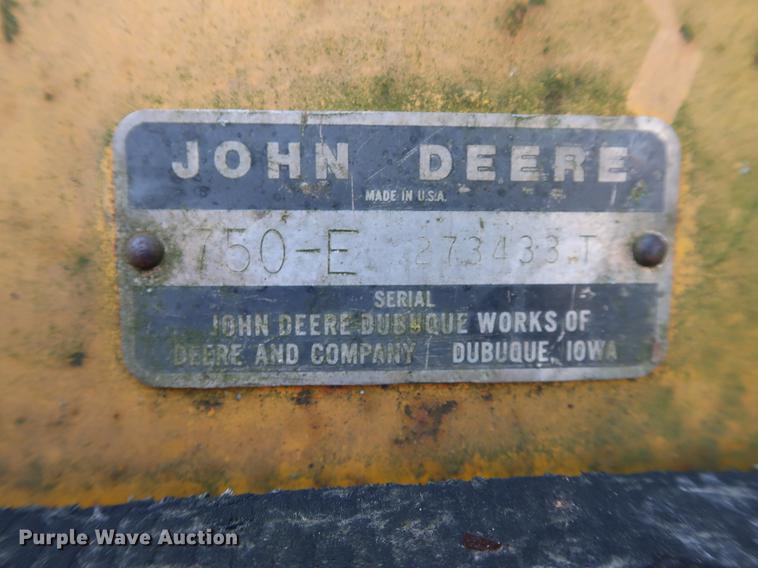 JOHN DEERE
MADE IN U.S.A.
750-E 273433 T
SERIAL
JOHN DEERE DUBUQUE WORKS OF
DEERE AND COMPANY DUBUQUE, IOWA
Purple Wave Auction